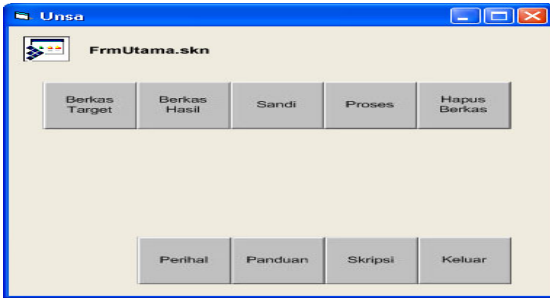 Unsa
FrmUtama.skn
Berkas Target
Berkas Hasil
Sandi
Proses
Hapus Berkas
Perihal
Panduan
Skripsi
Keluar